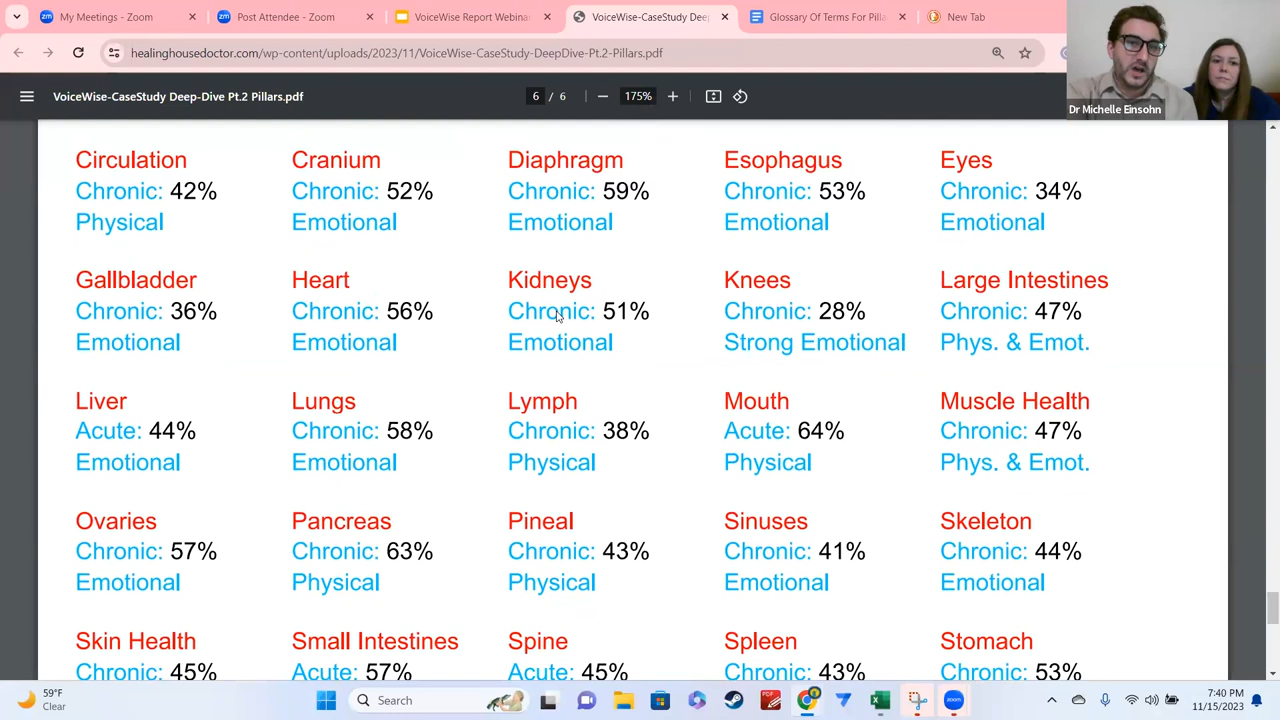 My Meetings - Zoom
Post Attendee - Zoom
VoiceWise Report Webina
VoiceWise-CaseStudy Dee
Glossary Of Terms For Pilla
New Tab
healinghousedoctor.com/wp-content/uploads/2023/11/VoiceWise-CaseStudy-DeepDive-Pt.2-Pillars.pdf
VoiceWise-CaseStudy Deep-Dive Pt.2 Pillars.pdf
6 / 6
175%
Dr Michelle Einsohn
Circulation Cranium Diaphragm Esophagus Eyes
Chronic: 42% Chronic: 52% Chronic: 59% Chronic: 53% Chronic: 34%
Physical Emotional Emotional Emotional Emotional
Gallbladder Heart Kidneys Knees Large Intestines
Chronic: 36% Chronic: 56% Chronic: 51% Chronic: 28% Chronic: 47%
Emotional Emotional Emotional Strong Emotional Phys. & Emot.
Liver Lungs Lymph Mouth Muscle Health
Acute: 44% Chronic: 58% Chronic: 38% Acute: 64% Chronic: 47%
Emotional Emotional Physical Physical Phys. & Emot.
Ovaries Pancreas Pineal Sinuses Skeleton
Chronic: 57% Chronic: 63% Chronic: 43% Chronic: 41% Chronic: 44%
Emotional Physical Physical Emotional Emotional
Skin Health Small Intestines Spine Spleen Stomach
Chronic: 45% Acute: 57% Acute: 45% Chronic: 43% Chronic: 53%
59°F
Clear
Search
7:40 PM
11/15/2023